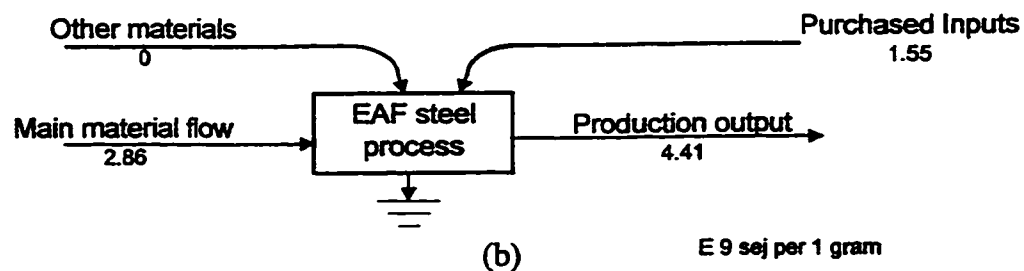 Other materials
0
Purchased Inputs
1.55
EAF steel
process
Main material flow
2.86
Production output
4.41
(b)
E 9 sej per 1 gram